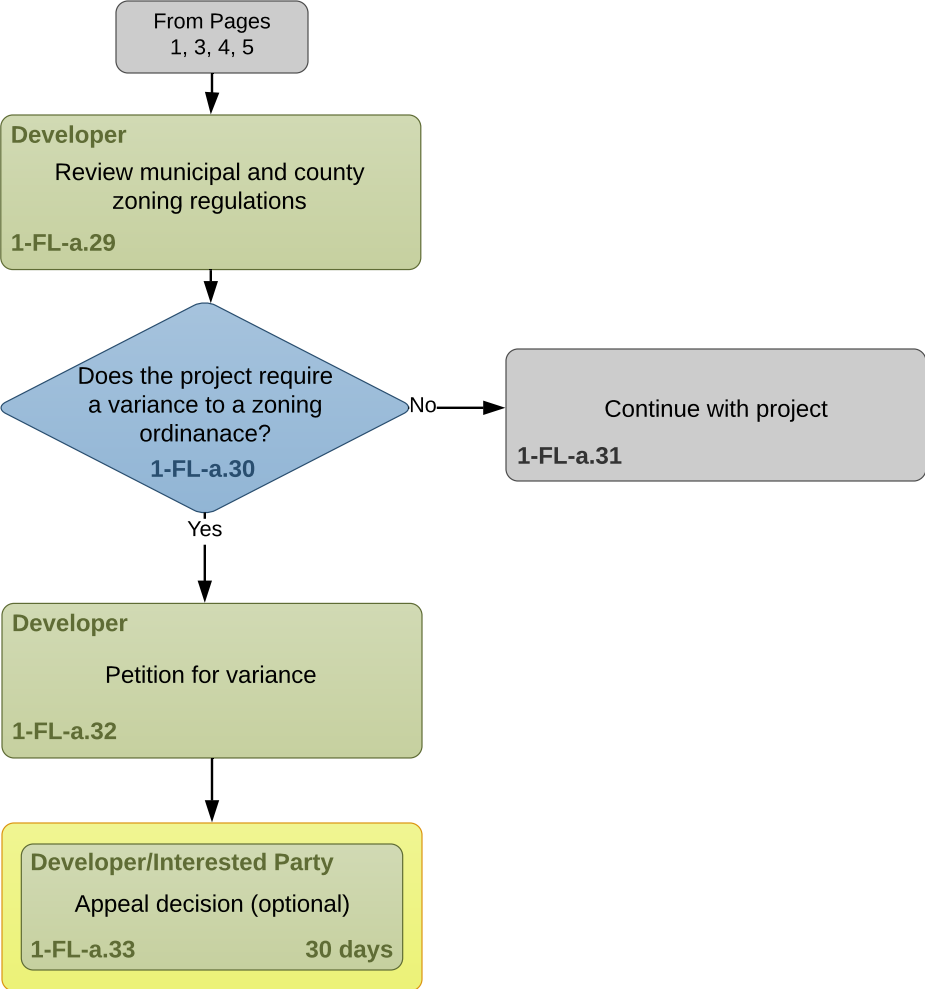 From Pages
1, 3, 4, 5
Developer
Review municipal and county
zoning regulations
1-FL-a.29
Does the project require
a variance to a zoning
ordinanace?
1-FL-a.30
No
Continue with project
1-FL-a.31
Yes
Developer
Petition for variance
1-FL-a.32
Developer/Interested Party
Appeal decision (optional)
1-FL-a.33 30 days